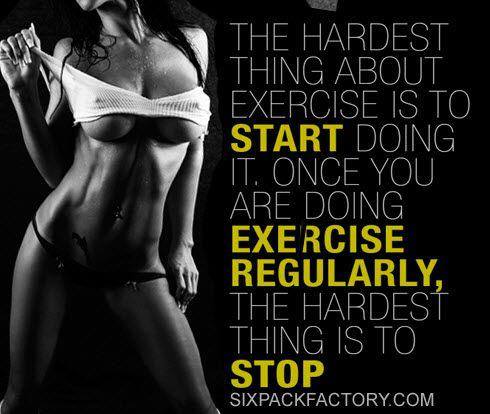 THE HARDEST
THING ABOUT
EXERCISE IS TO
START DOING
IT. ONCE YOU
ARE DOING
EXERCISE
REGULARLY,
THE HARDEST
THING IS TO
STOP
SIXPACKFACTORY.COM